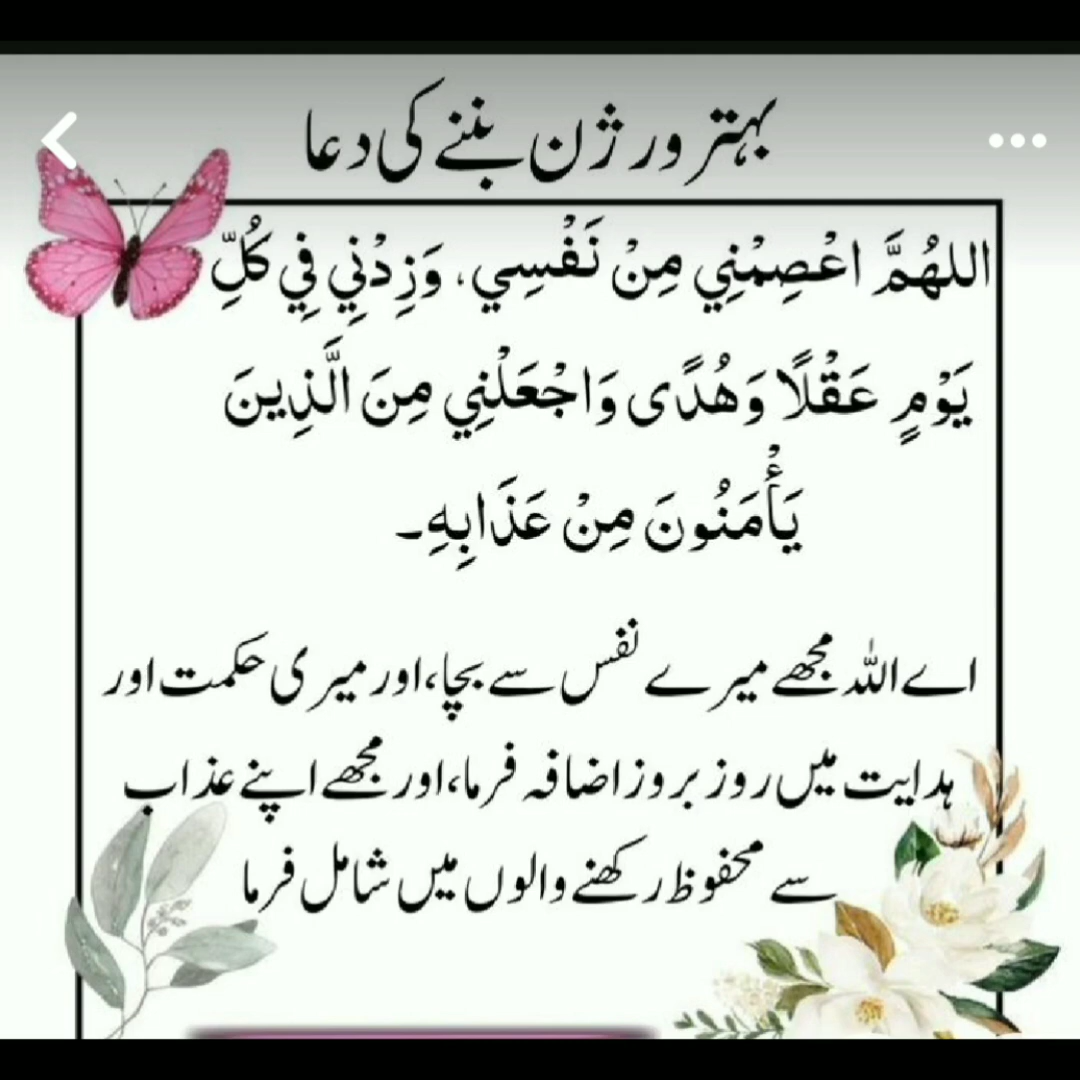 بہتر ورژن بننے کی دعا
اللهُمَّ اعْصِمْنِي مِنْ نَفْسِي، وَزِدْنِي فِي كُلِّ
يَوْمٍ عَقْلًا وَهُدًى وَاجْعَلْنِي مِنَ الَّذِينَ
يَأْمَنُونَ مِنْ عَذَابِهِ۔
اے اللہ مجھے میرے نفس سے بچا، اور میری حکمت اور
ہدایت میں روز بروز اضافہ فرما، اور مجھے اپنے عذاب
سے محفوظ رکھنے والوں میں شامل فرما